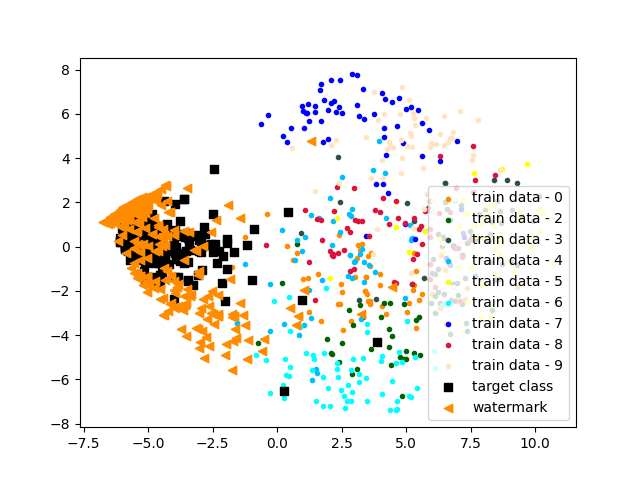 8
6
4
2
0
−2
−4
−6
−8
−7.5
−5.0
−2.5
0.0
2.5
5.0
7.5
10.0
train data - 0
train data - 2
train data - 3
train data - 4
train data - 5
train data - 6
train data - 7
train data - 8
train data - 9
target class
watermark